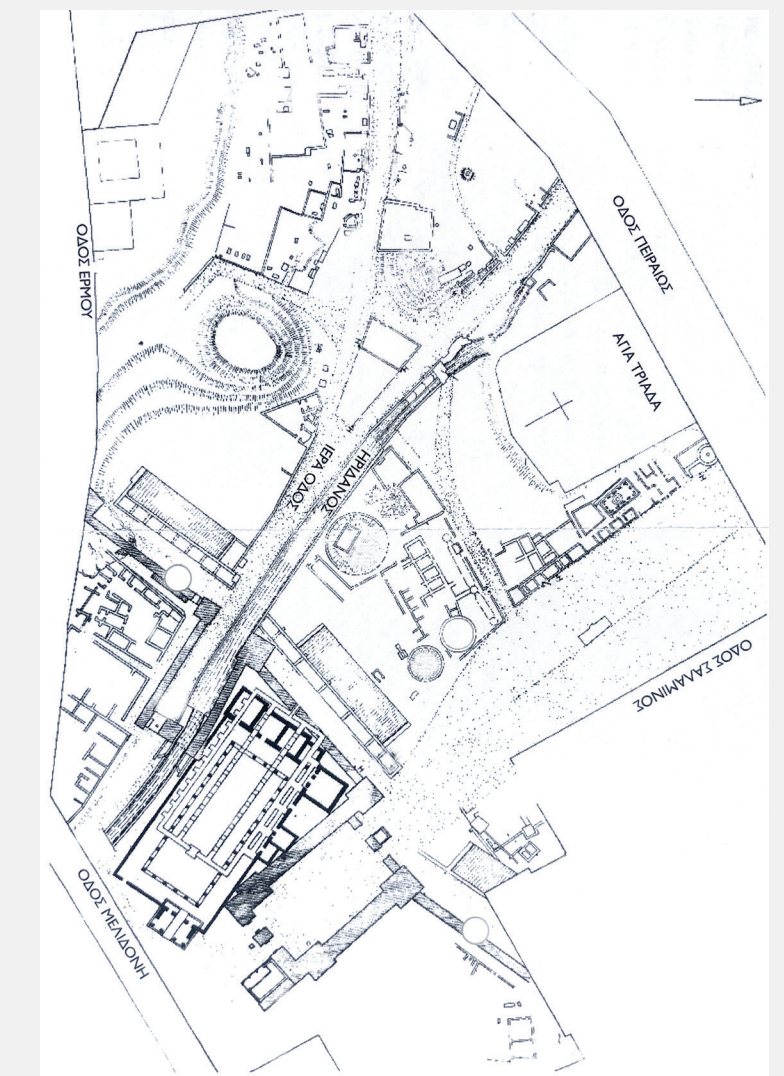 ΟΔΟΣ ΠΕΙΡΑΙΩΣ
ΟΔΟΣ ΕΡΜΟΥ
ΑΓΙΑ ΤΡΙΑΔΑ
ΙΕΡΑ ΟΔΟΣ
ΗΡΙΔΑΝΟΣ
ΟΔΟΣ ΣΑΛΑΜΙΝΟΣ
ΟΔΟΣ ΜΕΛΙΔΟΝΗ